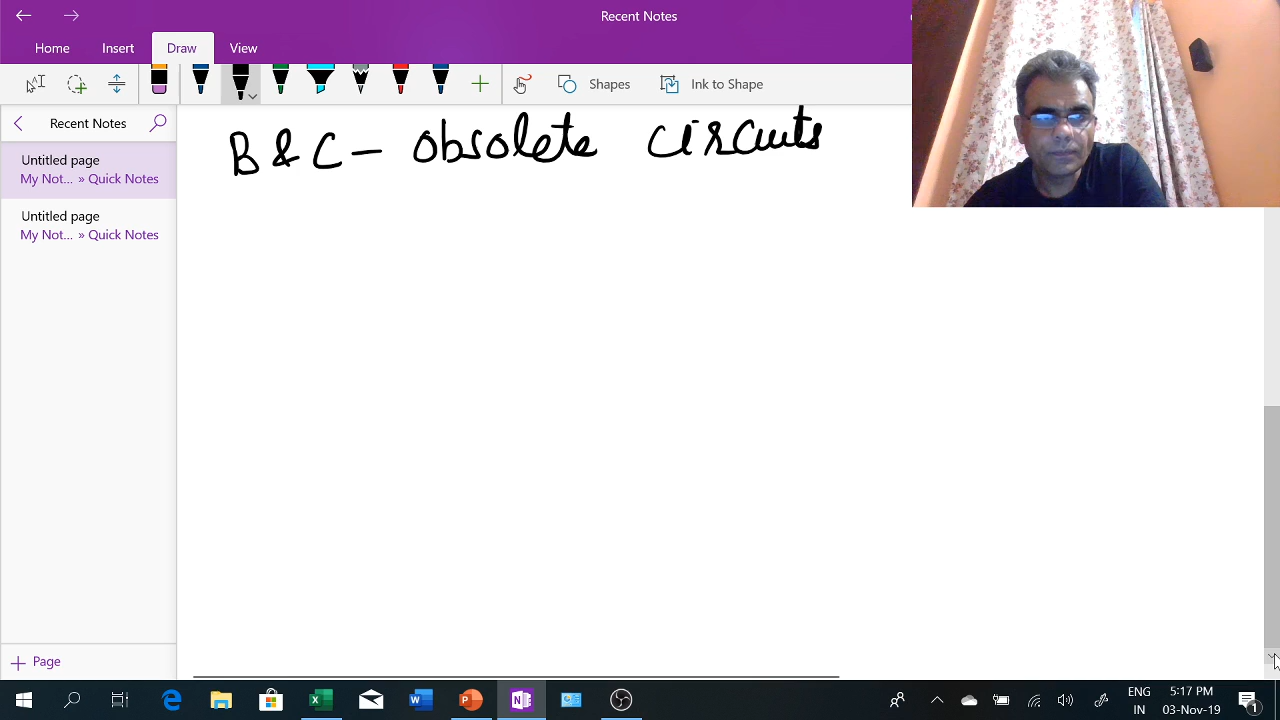 Recent Notes
Home Insert Draw View
Shapes Ink to Shape
Recent Notes
Untitled page
My Not... » Quick Notes
Untitled page
My Not... » Quick Notes
B & C - obsolete circuits
+ Page
ENG
IN
5:17 PM
03-Nov-19
1